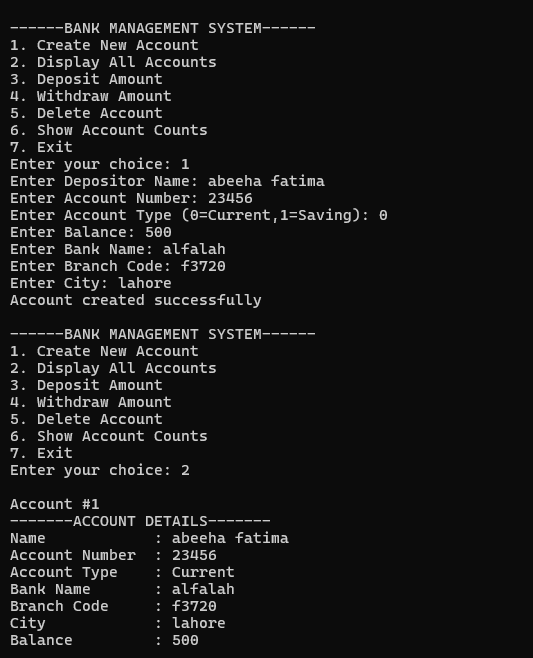 ------BANK MANAGEMENT SYSTEM------
1. Create New Account
2. Display All Accounts
3. Deposit Amount
4. Withdraw Amount
5. Delete Account
6. Show Account Counts
7. Exit
Enter your choice: 1
Enter Depositor Name: abeeha fatima
Enter Account Number: 23456
Enter Account Type (0=Current,1=Saving): 0
Enter Balance: 500
Enter Bank Name: alfalah
Enter Branch Code: f3720
Enter City: lahore
Account created successfully

------BANK MANAGEMENT SYSTEM------
1. Create New Account
2. Display All Accounts
3. Deposit Amount
4. Withdraw Amount
5. Delete Account
6. Show Account Counts
7. Exit
Enter your choice: 2

Account #1
-------ACCOUNT DETAILS-------
Name            : abeeha fatima
Account Number  : 23456
Account Type    : Current
Bank Name       : alfalah
Branch Code     : f3720
City            : lahore
Balance         : 500